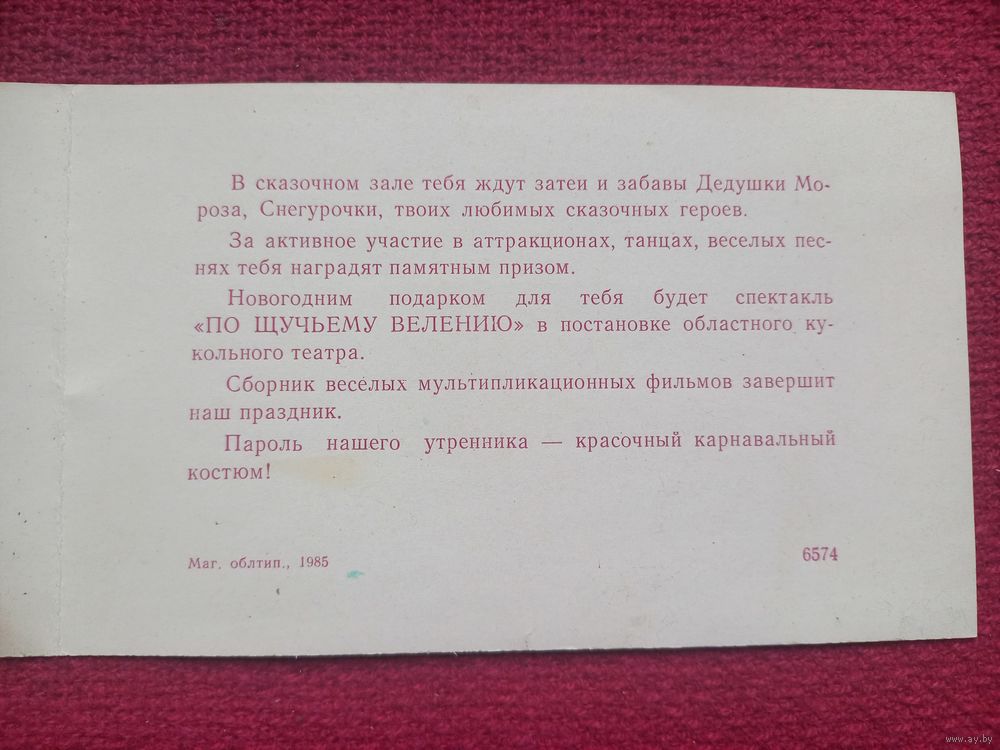 В сказочном зале тебя ждут затеи и забавы Дедушки Мо-
роза, Снегурочки, твоих любимых сказочных героев.
За активное участие в аттракционах, танцах, веселых пес-
нях тебя наградят памятным призом.
Новогодним подарком для тебя будет спектакль
«ПО ЩУЧЬЕМУ ВЕЛЕНИЮ» в постановке областного ку-
кольного театра.
Сборник веселых мультипликационных фильмов завершит
наш праздник.
Пароль нашего утренника — красочный карнавальный
костюм!
Маг. облтип., 1985
6574
www.ay.by